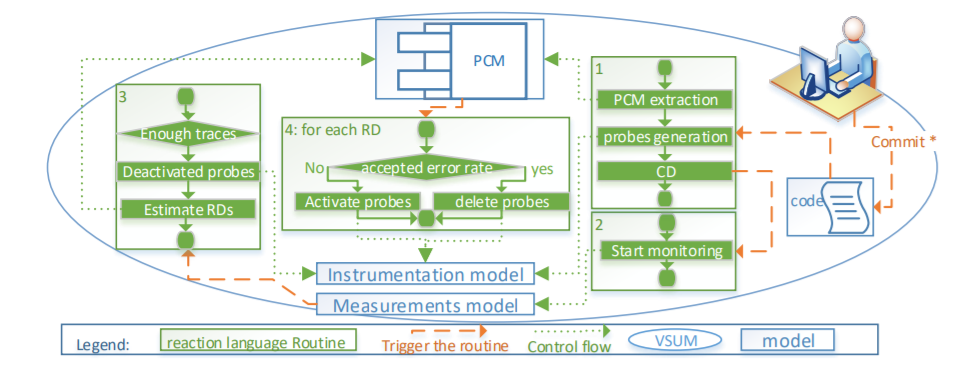 PCM
1
PCM extraction
probes generation
CD
2
Start monitoring
Commit *
code
3
Enough traces
Deactivated probes
Estimate RDs
4: for each RD
No
accepted error rate
yes
Activate probes
delete probes
Instrumentation model
Measurements model
Legend:
reaction language Routine
Trigger the routine
Control flow
VSUM
model